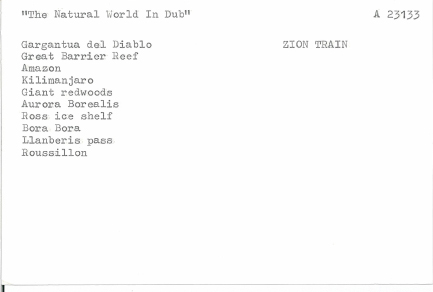 "The Natural World In Dub" A 23133
Gargantua del Diablo ZION TRAIN
Great Barrier Reef
Amazon
Kilimanjaro
Giant redwoods
Aurora Borealis
Ross ice shelf
Bora Bora
Llanberis pass
Roussillon